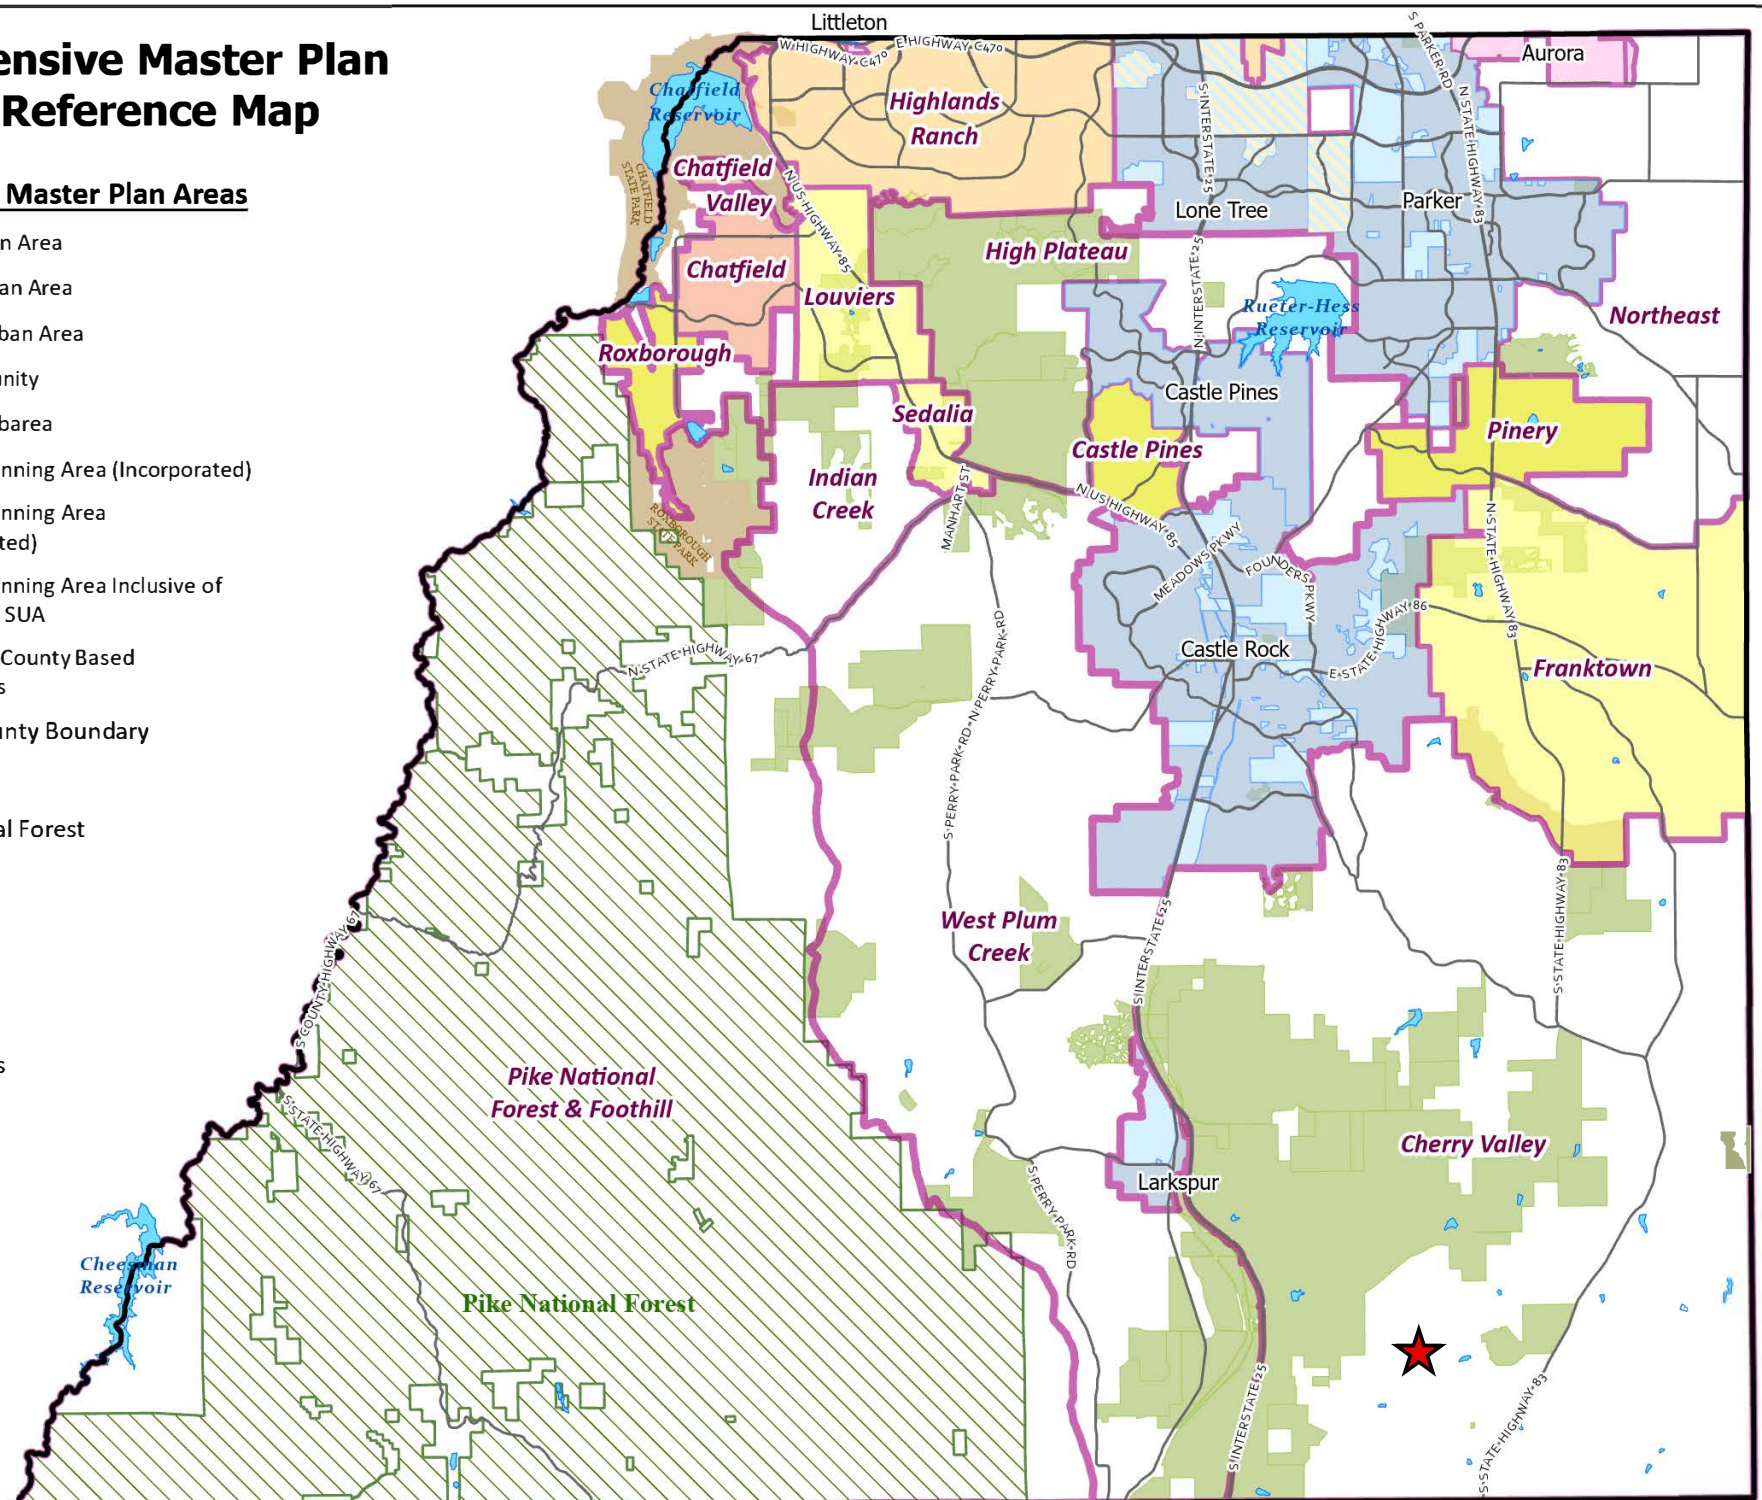 ensive Master Plan
Reference Map
Master Plan Areas
n Area
an Area
ban Area
nity
barea
nning Area (Incorporated)
nning Area
ted)
nning Area Inclusive of
SUA
County Based
s
nty Boundary
al Forest
s
Littleton
W HIGHWAY C470
E HIGHWAY C470
S PARKER RD
Aurora
Chatfield
Reservoir
Highlands
Ranch
S INTERSTATE 25
N STATE HIGHWAY 83
CHATFIELD
STATE PARK
Chatfield
Valley
N US HIGHWAY 85
Lone Tree
Parker
High Plateau
N INTERSTATE 25
Chatfield
Louviers
Rueter-Hess
Reservoir
Northeast
Roxborough
Castle Pines
Sedalia
Pinery
Castle Pines
Indian
Creek
MANHART ST
N US HIGHWAY 85
ROXBOROUGH
STATE PARK
MEADOWS PKWY
FOUNDERS PKWY
N STATE HIGHWAY 83
E STATE HIGHWAY 86
N STATE HIGHWAY 67
N PERRY PARK RD
Castle Rock
Franktown
S PERRY PARK RD
S COUNTY HIGHWAY 67
West Plum
Creek
S INTERSTATE 25
S STATE HIGHWAY 83
Pike National
Forest & Foothill
S STATE HIGHWAY 67
Cherry Valley
Larkspur
S PERRY PARK RD
Cheesman
Reservoir
Pike National Forest
S INTERSTATE 25
S STATE HIGHWAY 83